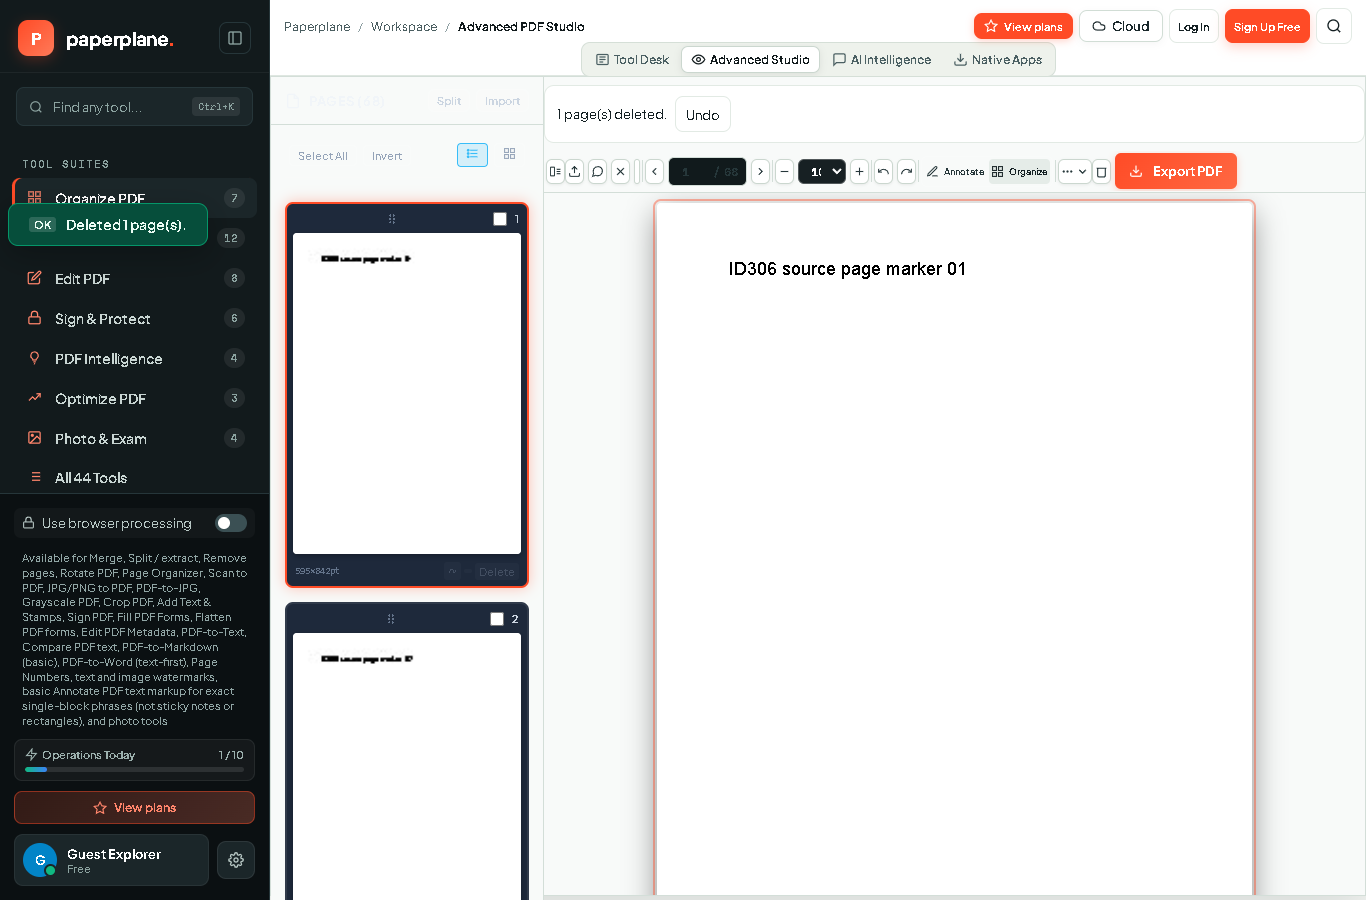 P paperplane.
Find any tool... Ctrl+K
TOOL SUITES
Organize PDF 7
OK Deleted 1 page(s).
12
Edit PDF 8
Sign & Protect 6
PDF Intelligence 4
Optimize PDF 3
Photo & Exam 4
All 44 Tools
Use browser processing
Available for Merge, Split / extract, Remove
pages, Rotate PDF, Page Organizer, Scan to
PDF, JPG/PNG to PDF, PDF-to-JPG,
Grayscale PDF, Crop PDF, Add Text &
Stamps, Sign PDF, Fill PDF Forms, Flatten
PDF forms, Edit PDF Metadata, PDF-to-Text,
Compare PDF text, PDF-to-Markdown
(basic), PDF-to-Word (text-first), Page
Numbers, text and image watermarks,
basic Annotate PDF text markup for exact
single-block phrases (not sticky notes or
rectangles), and photo tools
Operations Today 1/10
View plans
G Guest Explorer
Free
Paperplane / Workspace / Advanced PDF Studio
View plans Cloud Log In Sign Up Free
Tool Desk Advanced Studio AI Intelligence Native Apps
PAGES (68) Split Import
Select All Invert
1
595×842pt Delete
2
1 page(s) deleted. Undo
1 / 68 Annotate Organize Export PDF
ID306 source page marker 01